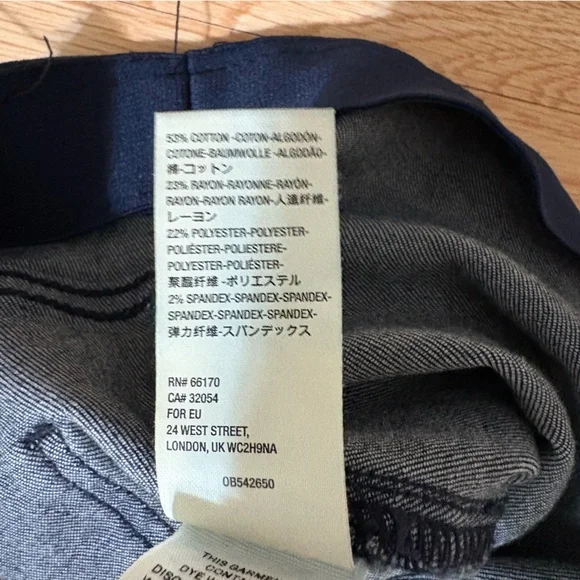 53% COTTON -COTON-ALGODÓN-
COTONE-BAUMWOLLE -ALGODÃO-
棉-コットン
23% RAYON-RAYONNE-RAYÓN-
RAYON-RAYON RAYON-人造纤维-
レーヨン
22% POLYESTER-POLYESTER-
POLIÉSTER-POLIESTERE-
POLYESTER-POLIÉSTER-
聚酯纤维-ポリエステル
2% SPANDEX-SPANDEX-SPANDEX-
SPANDEX-SPANDEX-SPANDEX-
弹力纤维-スパンデックス
RN# 66170
CA# 32054
FOR EU
24 WEST STREET,
LONDON, UK WC2H9NA
OB542650
THIS GARMENT